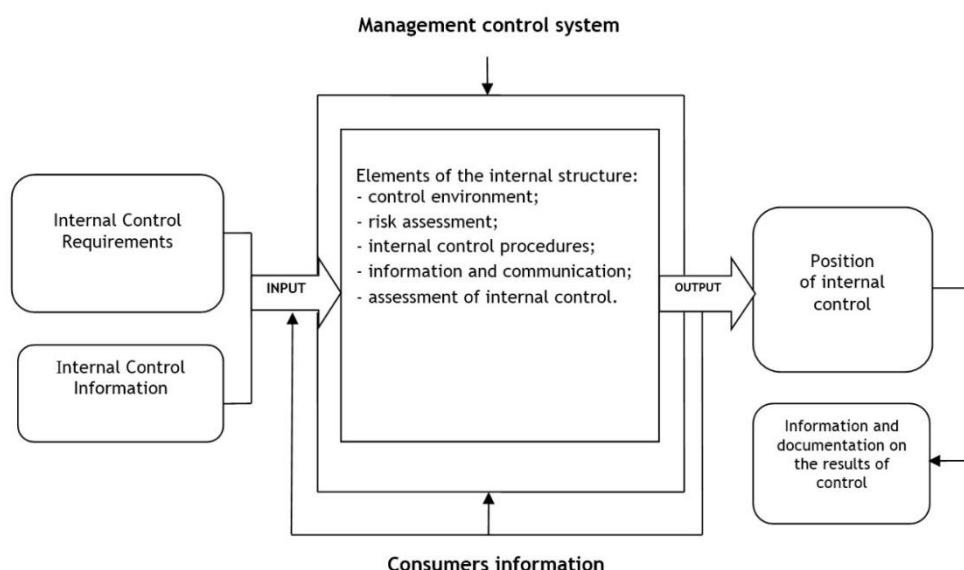 Management control system
Internal Control
Requirements
Internal Control
Information
INPUT
Elements of the internal structure:
- control environment;
- risk assessment;
- internal control procedures;
- information and communication;
- assessment of internal control.
OUTPUT
Position
of internal
control
Information and
documentation on
the results of
control
Consumers information